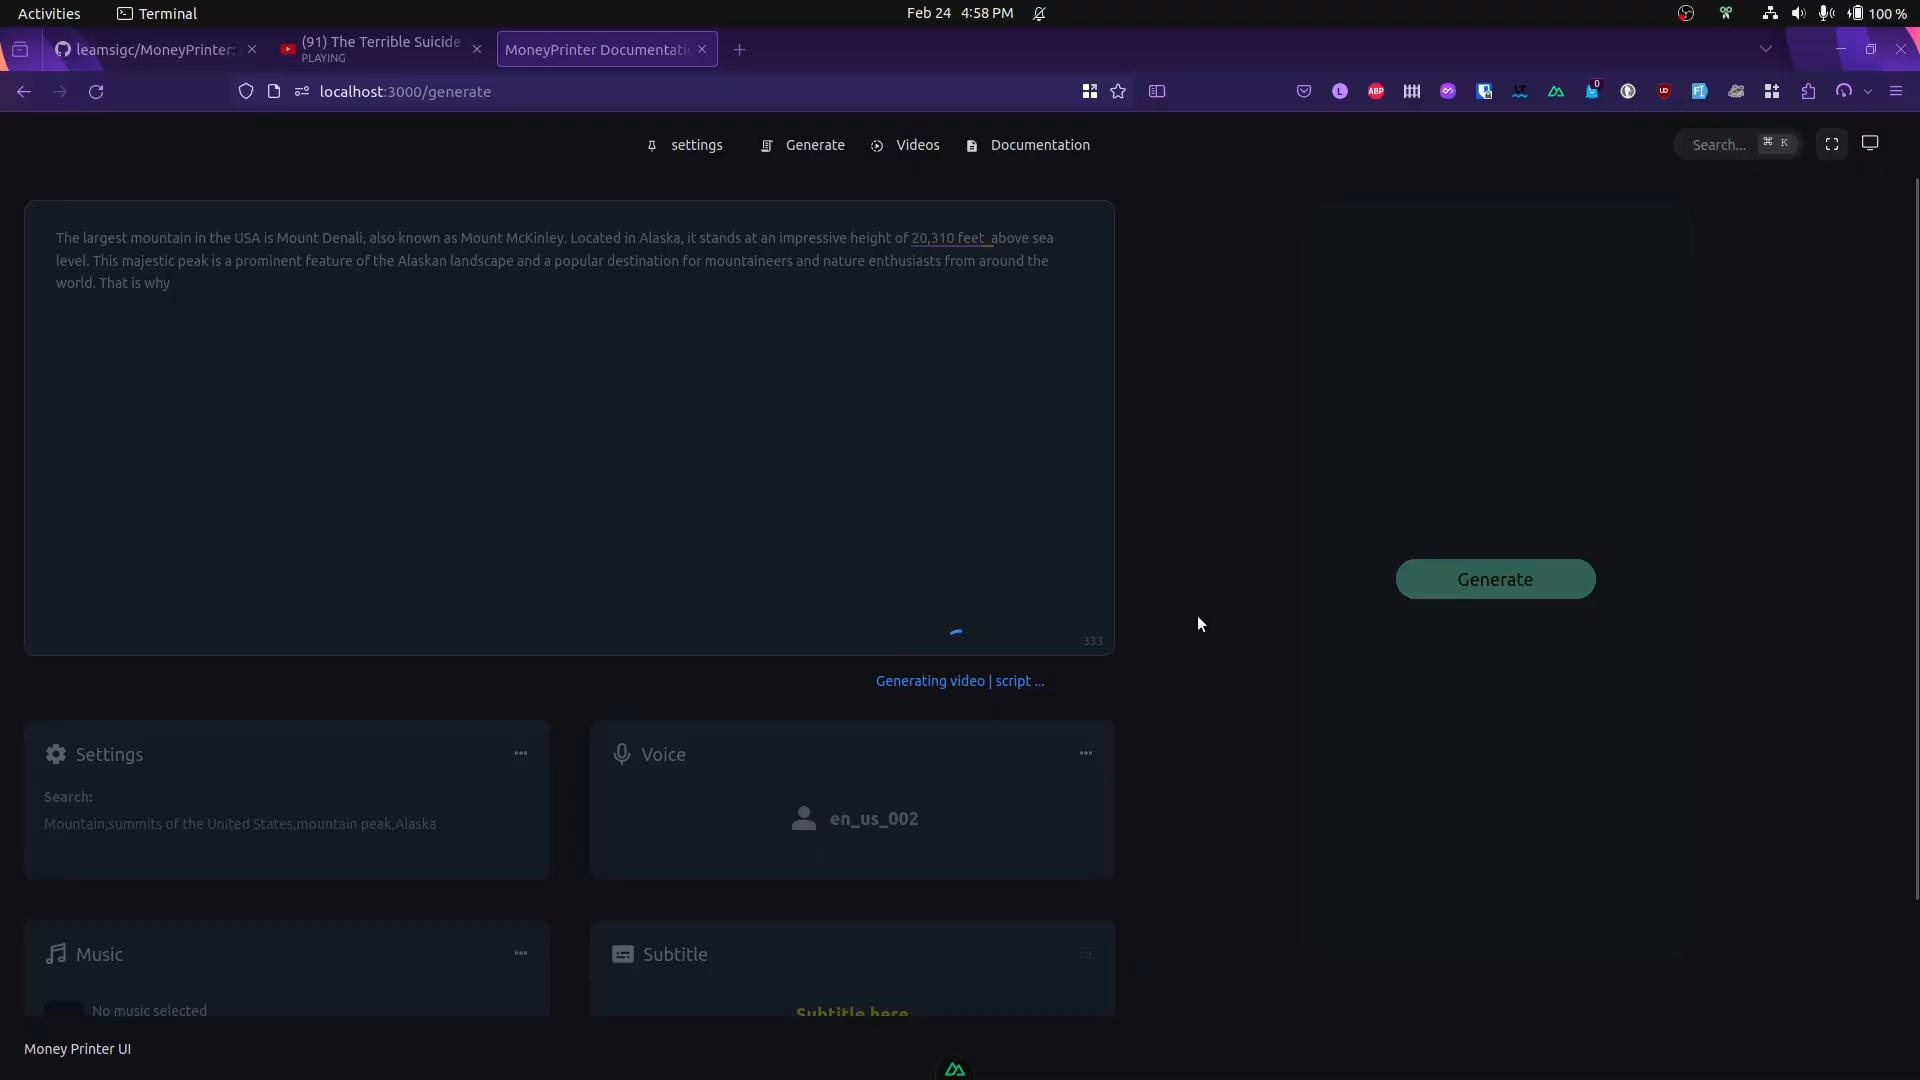 Activities
Terminal
Feb 24 4:58 PM
100 %
leamsigc/MoneyPrinter:
(91) The Terrible Suicide
PLAYING
MoneyPrinter Documentati
localhost:3000/generate
L
ABP
0
settings
Generate
Videos
Documentation
Search...
⌘ K
The largest mountain in the USA is Mount Denali, also known as Mount McKinley. Located in Alaska, it stands at an impressive height of 20,310 feet above sea
level. This majestic peak is a prominent feature of the Alaskan landscape and a popular destination for mountaineers and nature enthusiasts from around the
world. That is why
333
Generating video | script ...
Generate
Settings
Search:
Mountain,summits of the United States,mountain peak,Alaska
Voice
en_us_002
Music
No music selected
Subtitle
Subtitle here
Money Printer UI